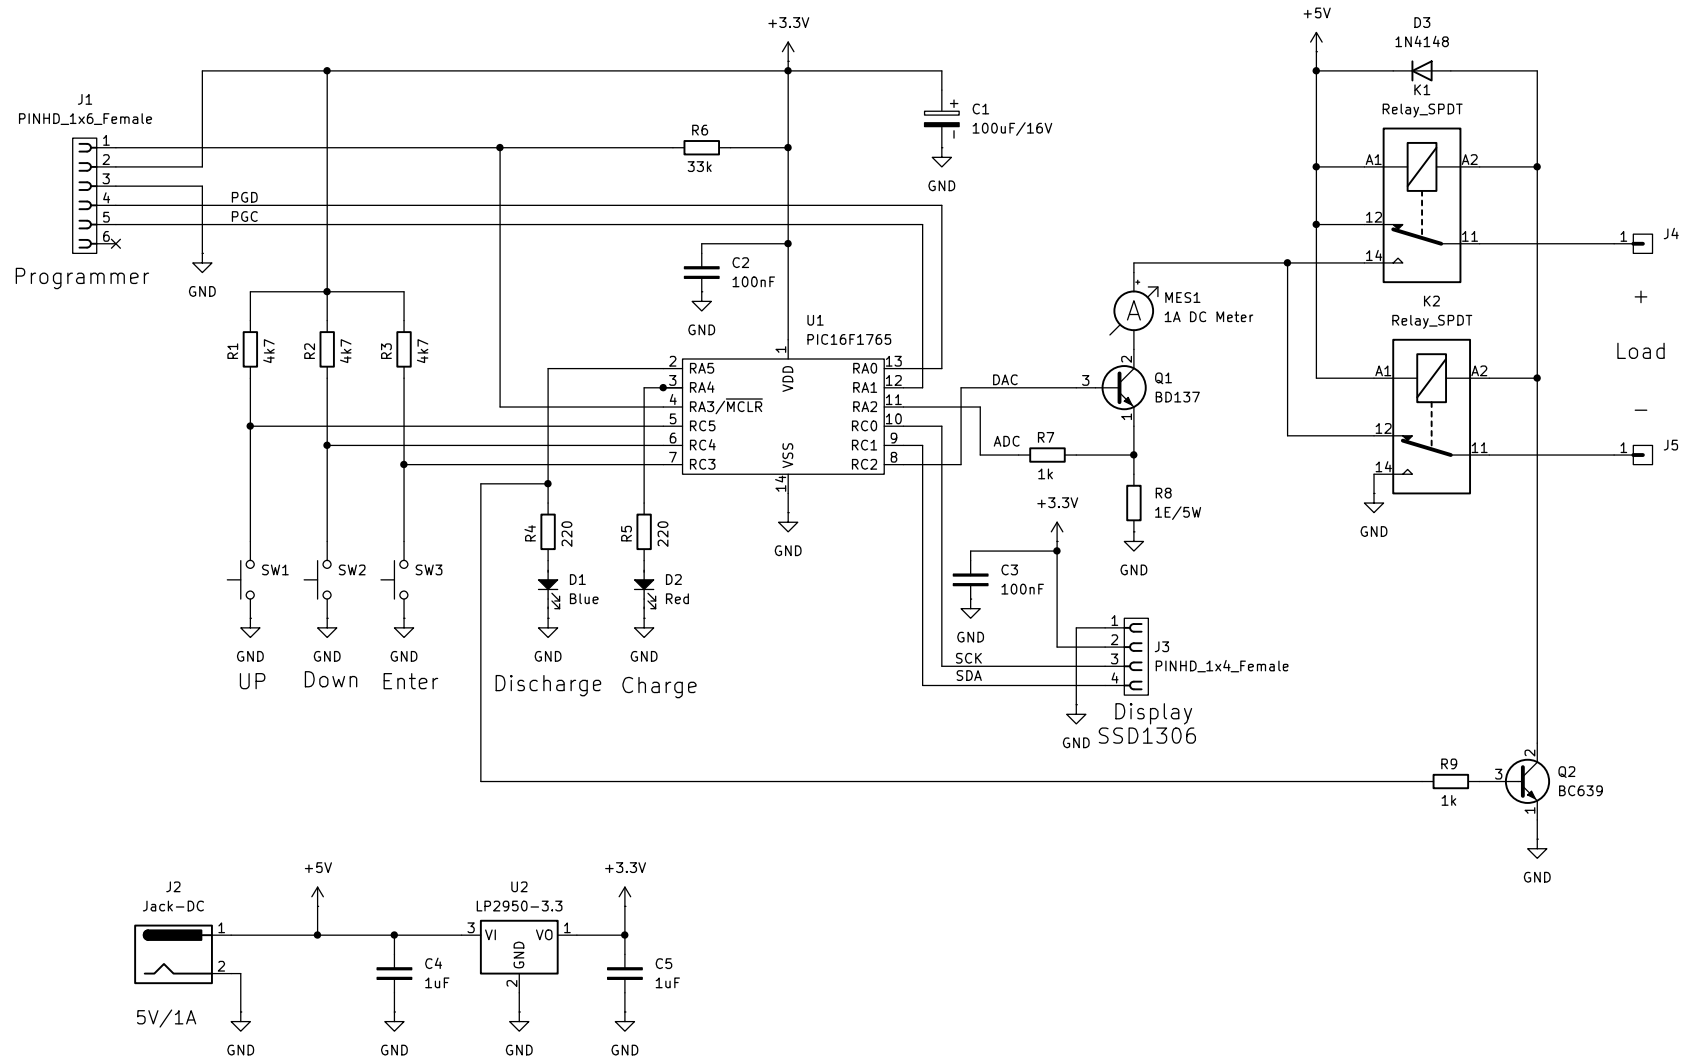 +3.3V
+5V
D3
1N4148
J1
PINHD_1x6_Female
K1
Relay_SPDT
C1
100uF/16V
R6
33k
1
2
3
4
5
6
PGD
PGC
GND
GND
Programmer
A1
A2
12
11
14
1
J4
+
C2
100nF
GND
MES1
1A DC Meter
A
K2
Relay_SPDT
Load
U1
PIC16F1765
R1
4k7
R2
4k7
R3
4k7
1
VDD
2
RA5
RA0
13
3
RA4
RA1
12
4
RA3/MCLR
RA2
11
5
RC5
RC0
10
6
RC4
RC1
9
7
RC3
RC2
8
VSS
14
GND
DAC
3
2
1
Q1
BD137
A1
A2
12
11
14
GND
-
1
J5
ADC
R7
1k
R8
1E/5W
GND
+3.3V
R4
220
R5
220
SW1
SW2
SW3
D1
Blue
D2
Red
C3
100nF
GND
GND
GND
GND
GND
GND
UP
Down
Enter
Discharge
Charge
1
2
3
4
SCK
SDA
J3
PINHD_1x4_Female
Display
SSD1306
GND
R9
1k
3
2
1
Q2
BC639
GND
+5V
+3.3V
J2
Jack-DC
U2
LP2950-3.3
1
2
3
VI
VO
1
GND
2
C4
1uF
C5
1uF
5V/1A
GND
GND
GND
GND